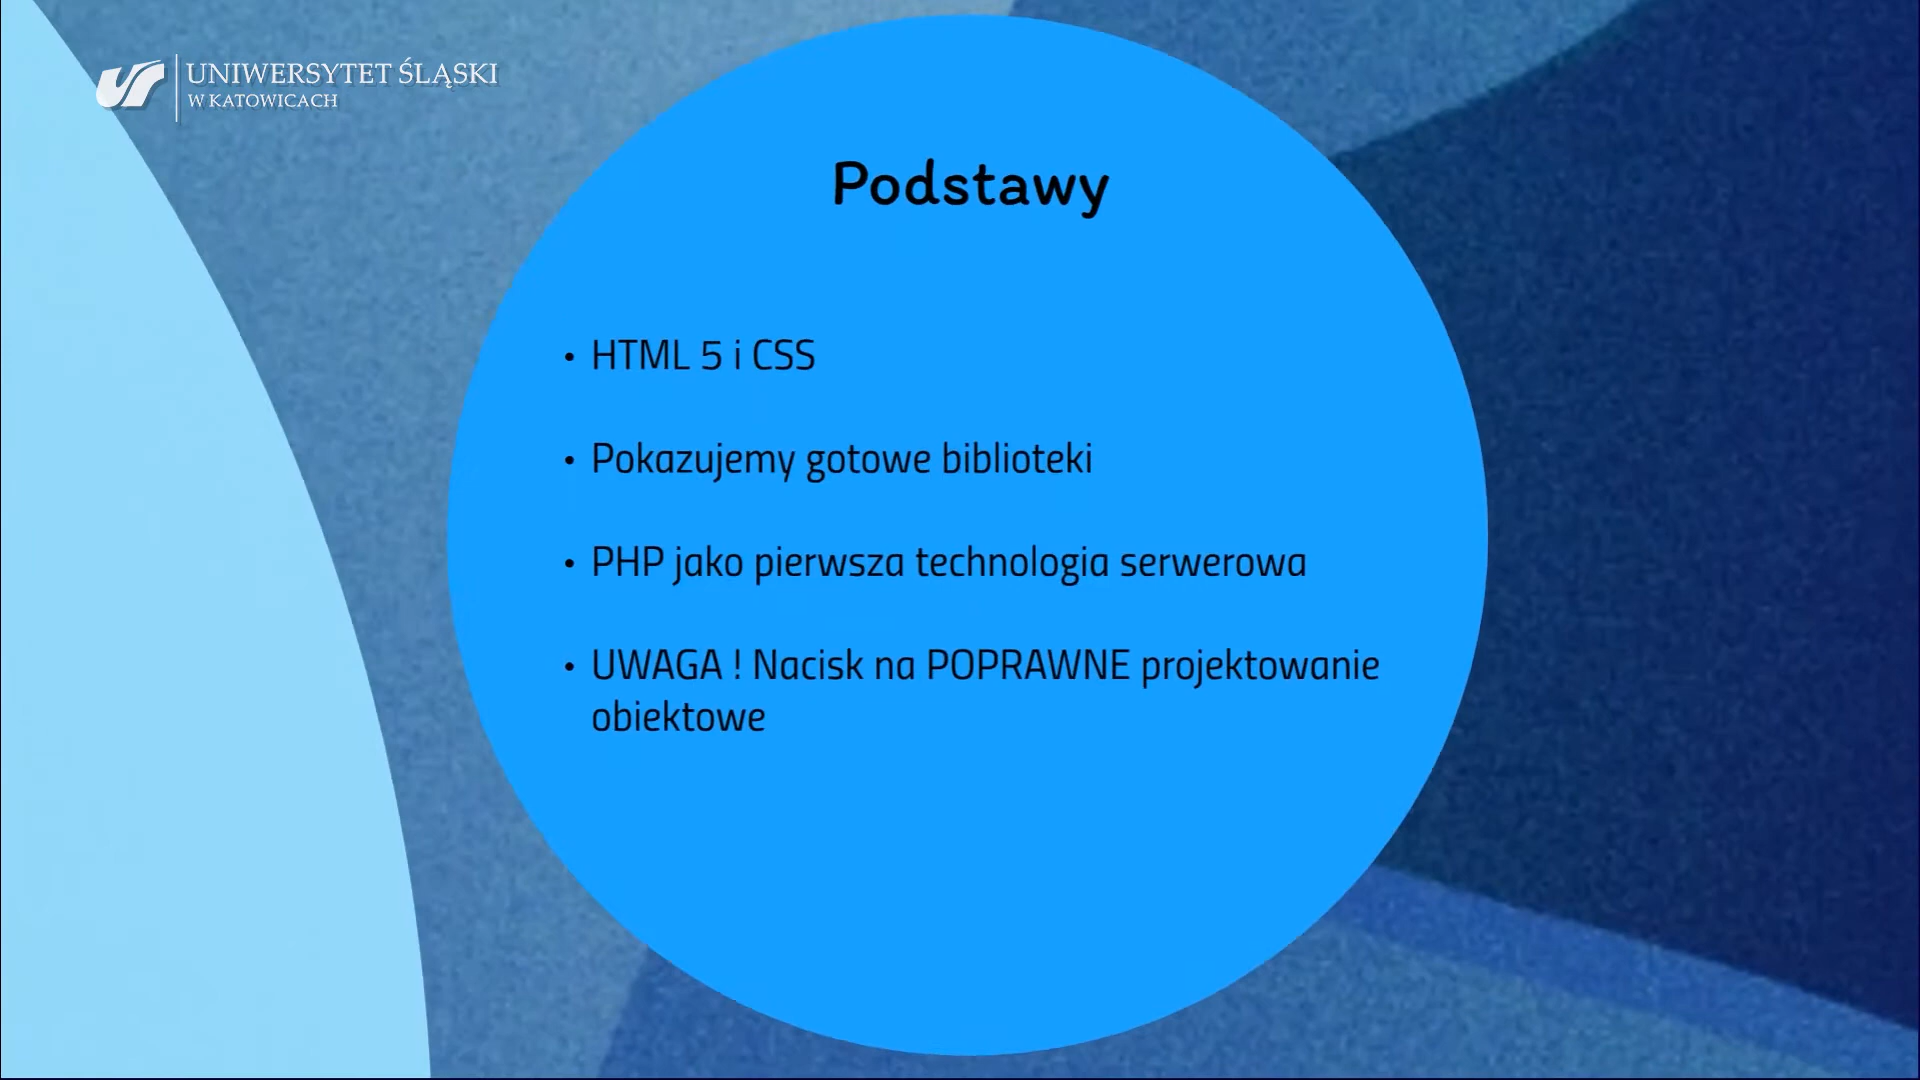 UNIWERSYTET ŚLĄSKI
W KATOWICACH
Podstawy
• HTML 5 i CSS
• Pokazujemy gotowe biblioteki
• PHP jako pierwsza technologia serwerowa
• UWAGA ! Nacisk na POPRAWNE projektowanie
obiektowe